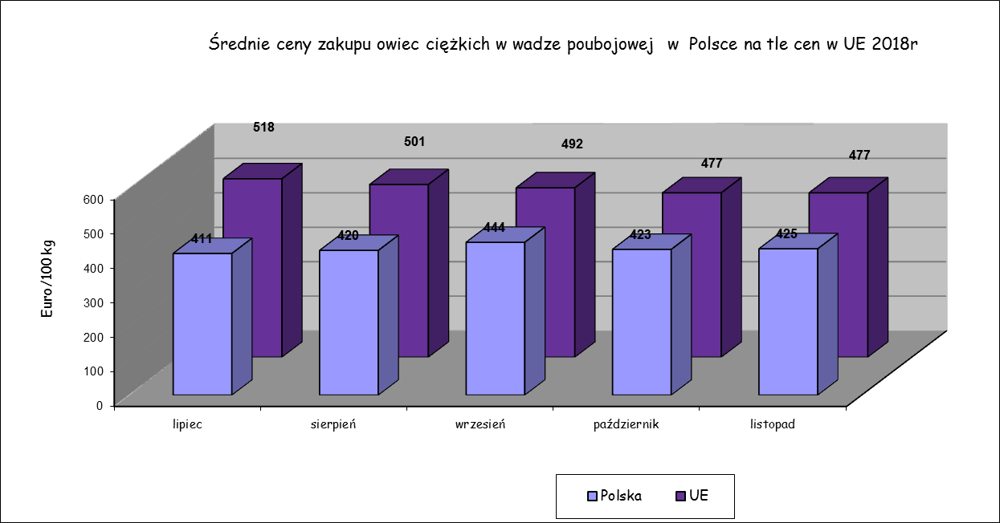 Średnie ceny zakupu owiec ciężkich w wadze poubojowej w Polsce na tle cen w UE 2018r
518
501
492
477
477
411
420
444
423
425
600
500
400
300
200
100
0
Euro/100 kg
lipiec
sierpień
wrzesień
październik
listopad
Polska
UE